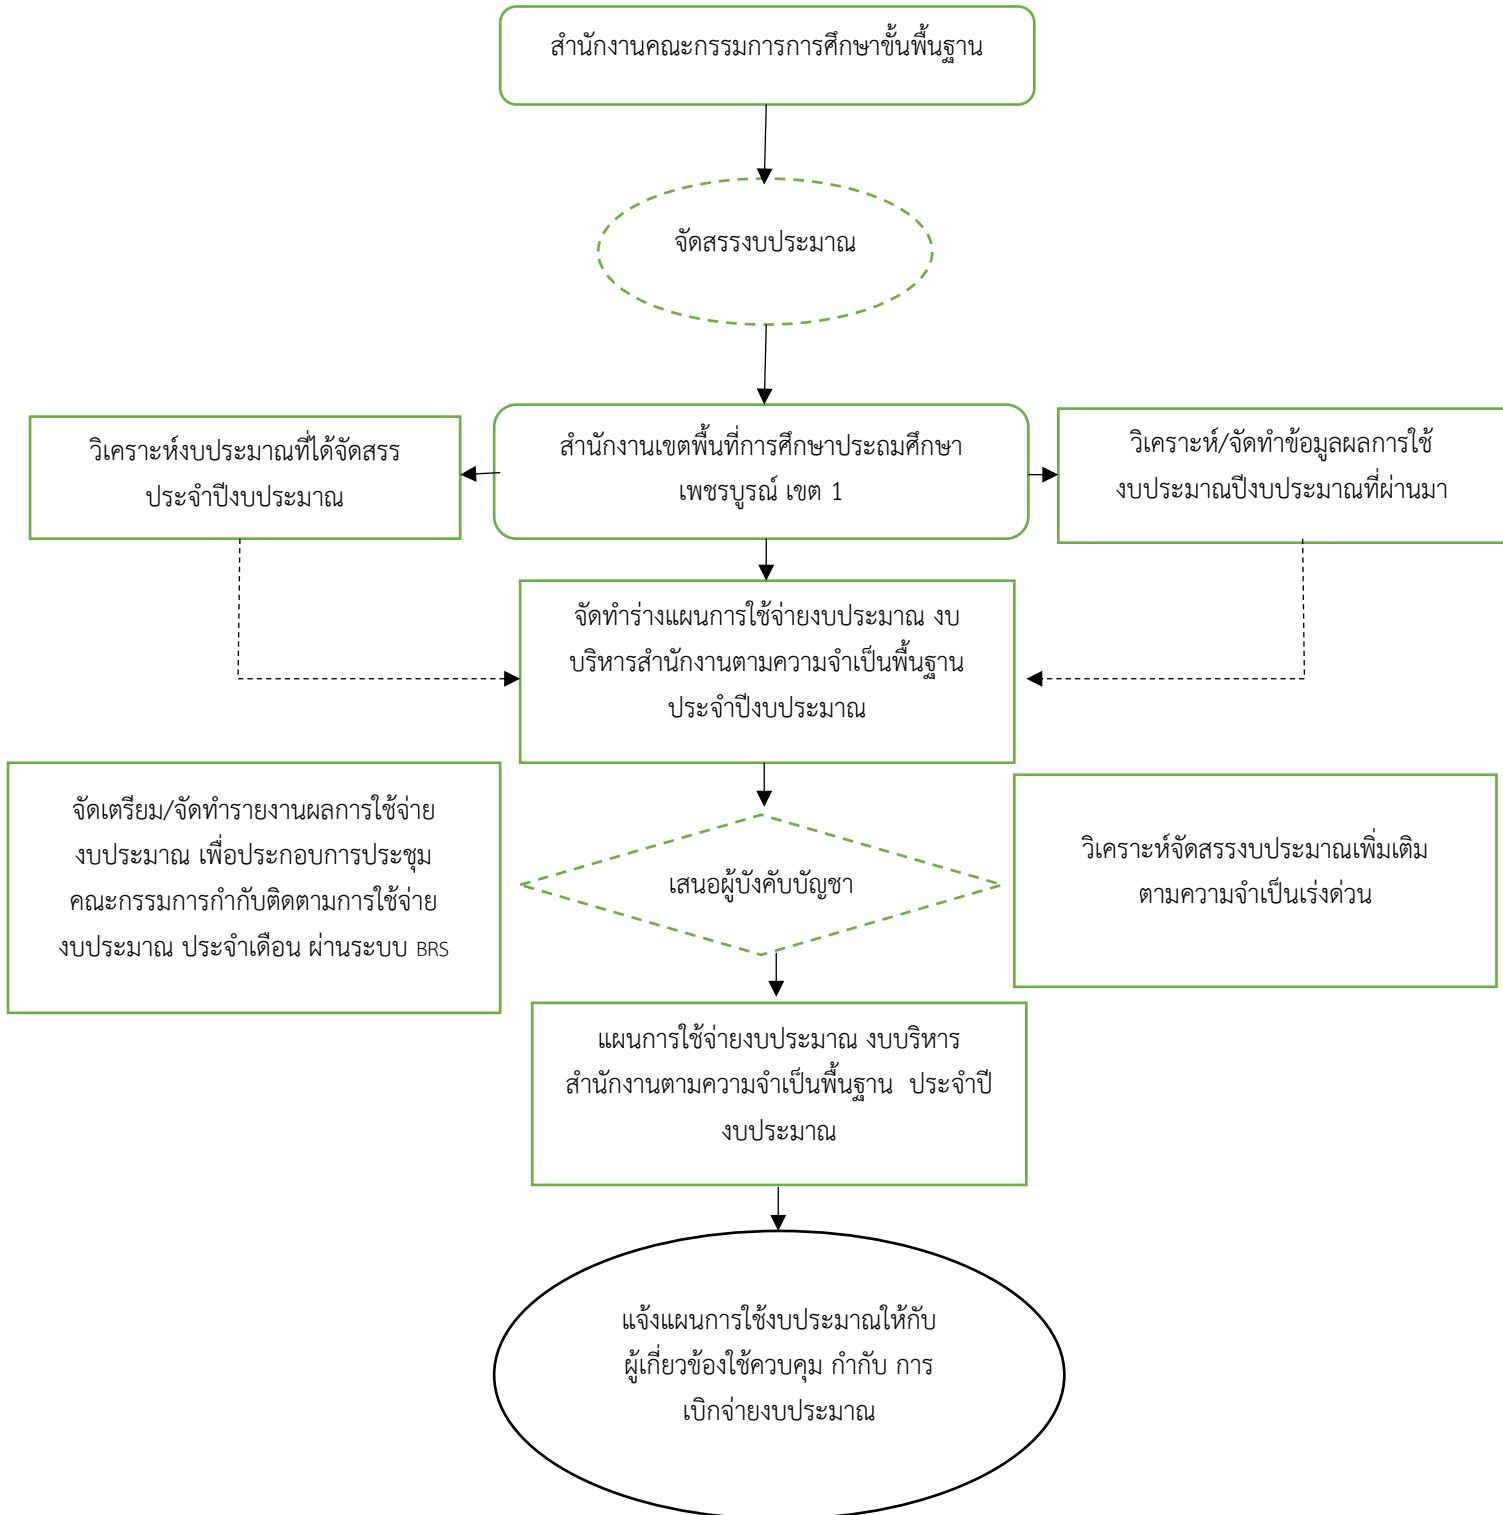 สำนักงานคณะกรรมการการศึกษาขั้นพื้นฐาน
จัดสรรงบประมาณ
วิเคราะห์งบประมาณที่ได้จัดสรร
ประจำปีงบประมาณ
สำนักงานเขตพื้นที่การศึกษาประถมศึกษา
เพชรบูรณ์ เขต 1
วิเคราะห์/จัดทำข้อมูลผลการใช้
งบประมาณปีงบประมาณที่ผ่านมา
จัดทำร่างแผนการใช้จ่ายงบประมาณ งบ
บริหารสำนักงานตามความจำเป็นพื้นฐาน
ประจำปีงบประมาณ
จัดเตรียม/จัดทำรายงานผลการใช้จ่าย
งบประมาณ เพื่อประกอบการประชุม
คณะกรรมการกำกับติดตามการใช้จ่าย
งบประมาณ ประจำเดือน ผ่านระบบ BRS
เสนอผู้บังคับบัญชา
วิเคราะห์จัดสรรงบประมาณเพิ่มเติม
ตามความจำเป็นเร่งด่วน
แผนการใช้จ่ายงบประมาณ งบบริหาร
สำนักงานตามความจำเป็นพื้นฐาน  ประจำปี
งบประมาณ
แจ้งแผนการใช้งบประมาณให้กับ
ผู้เกี่ยวข้องใช้ควบคุม กำกับ การ
เบิกจ่ายงบประมาณ